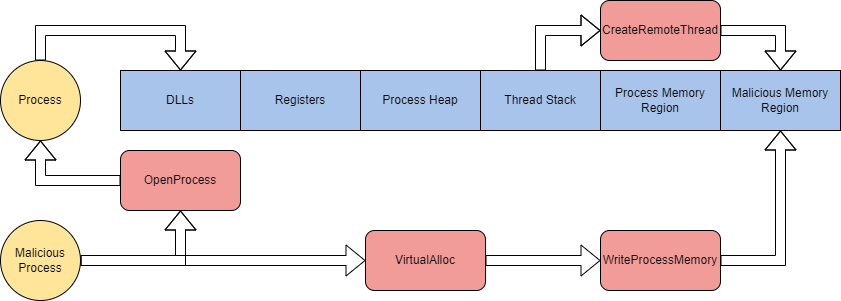 CreateRemoteThread
Process
DLLs
Registers
Process Heap
Thread Stack
Process Memory
Region
Malicious Memory
Region
OpenProcess
Malicious
Process
VirtualAlloc
WriteProcessMemory